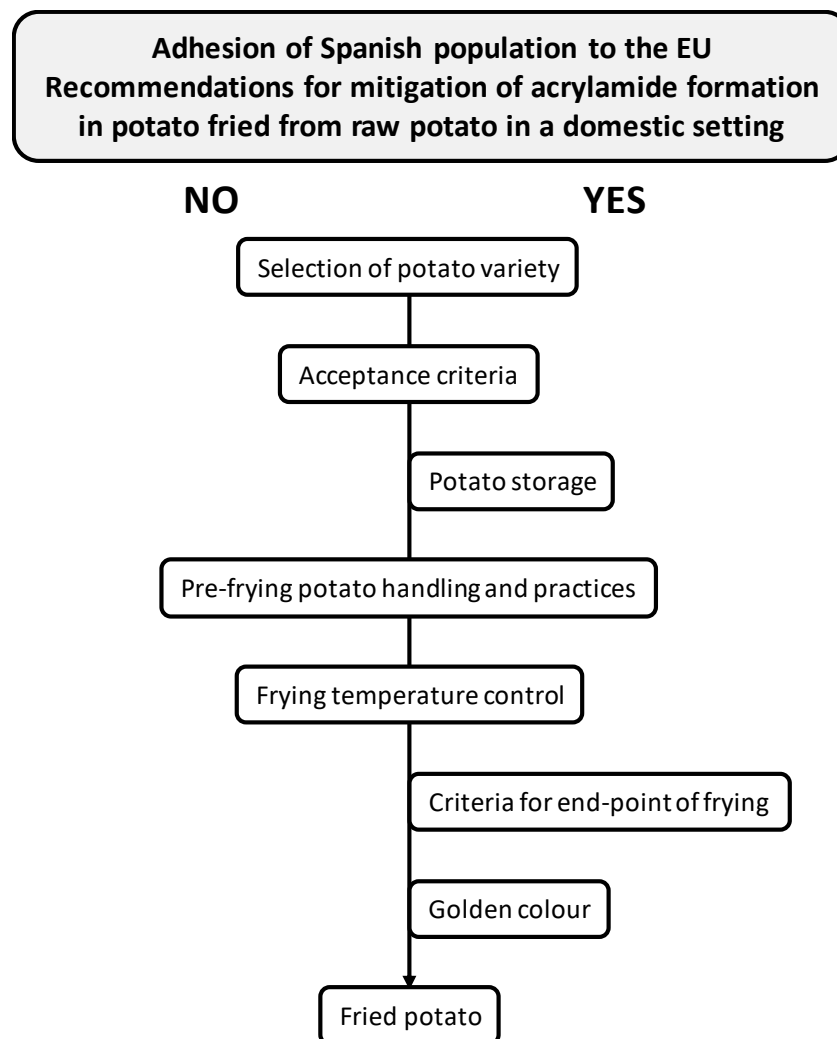 Adhesion of Spanish population to the EU
Recommendations for mitigation of acrylamide formation
in potato fried from raw potato in a domestic setting
NO YES
Selection of potato variety
Acceptance criteria
Potato storage
Pre-frying potato handling and practices
Frying temperature control
Criteria for end-point of frying
Golden colour
Fried potato